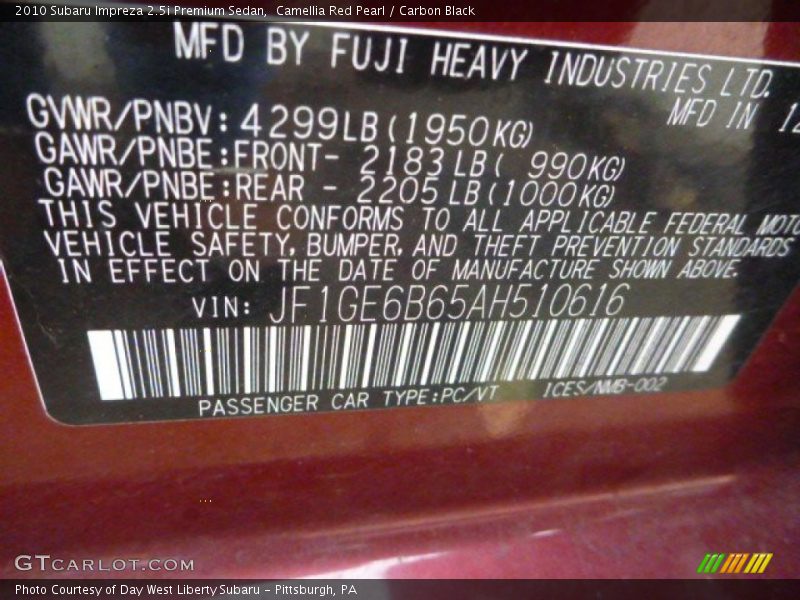 2010 Subaru Impreza 2.5i Premium Sedan, Camellia Red Pearl / Carbon Black
MFD BY FUJI HEAVY INDUSTRIES LTD.
MFD IN 12
GVWR/PNBV: 4299LB(1950KG)
GAWR/PNBE:FRONT- 2183LB( 990KG)
GAWR/PNBE:REAR - 2205LB(1000KG)
THIS VEHICLE CONFORMS TO ALL APPLICABLE FEDERAL MOTO
VEHICLE SAFETY, BUMPER, AND THEFT PREVENTION STANDARDS
IN EFFECT ON THE DATE OF MANUFACTURE SHOWN ABOVE.
VIN: JF1GE6B65AH510616
PASSENGER CAR TYPE:PC/VT ICES/NMB-002
GTCARLOT.COM
Photo Courtesy of Day West Liberty Subaru - Pittsburgh, PA